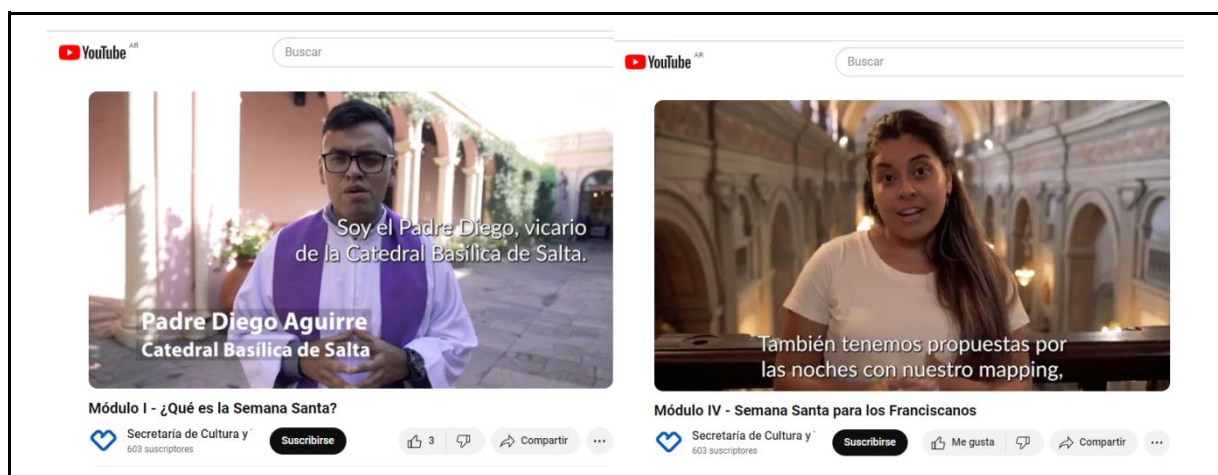 YouTube AR
Buscar
Soy el Padre Diego, vicario
de la Catedral Basílica de Salta.
Padre Diego Aguirre
Catedral Basílica de Salta
Módulo I - ¿Qué es la Semana Santa?
Secretaría de Cultura y
603 suscriptores
Suscribirse
3
Compartir
YouTube AR
Buscar
También tenemos propuestas por
las noches con nuestro mapping,
Módulo IV - Semana Santa para los Franciscanos
Secretaría de Cultura y
603 suscriptores
Suscribirse
Me gusta
Compartir